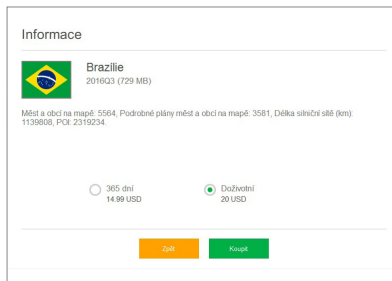 Informace
Brazílie
2016Q3 (729 MB)
Měst a obcí na mapě: 5564, Podrobné plány měst a obcí na mapě: 3581, Délka silniční sítě (km):
1139808, POI: 2319234.
365 dní
14.99 USD
Doživotní
20 USD
Zpět
Koupit